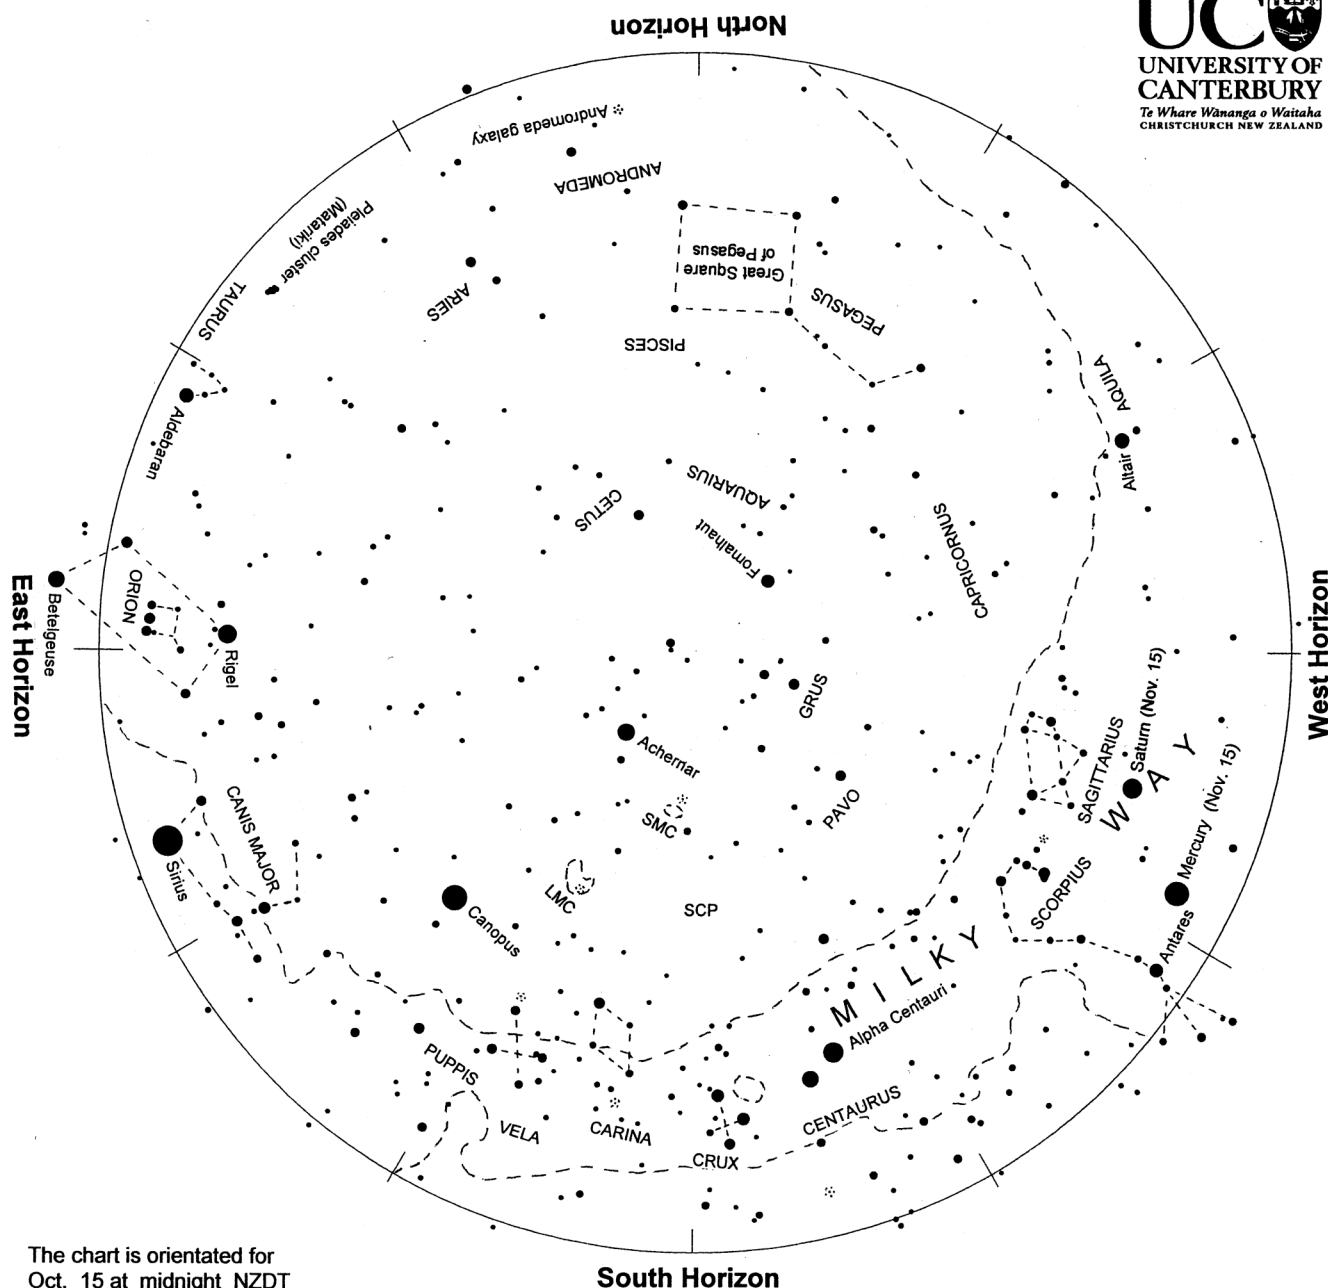 North Horizon
UC
UNIVERSITY OF
CANTERBURY
Te Whare Wānanga o Waitaha
CHRISTCHURCH NEW ZEALAND
Andromeda galaxy
ANDROMEDA
Pleiades cluster
(Matariki)
Great Square
of Pegasus
TAURUS
ARIES
PEGASUS
PISCES
AQUILA
Aldebaran
Altair
AQUARIUS
CETUS
Fomalhaut
CAPRICORNUS
East Horizon
Betelgeuse
ORION
Rigel
West Horizon
GRUS
Achernar
SAGITTARIUS
Saturn (Nov. 15)
MILKY WAY
Mercury (Nov. 15)
PAVO
SMC
CANIS MAJOR
Sirius
LMC
Canopus
SCP
SCORPIUS
Antares
Alpha Centauri
PUPPIS
VELA
CARINA
CRUX
CENTAURUS
The chart is orientated for
Oct. 15 at midnight NZDT
South Horizon